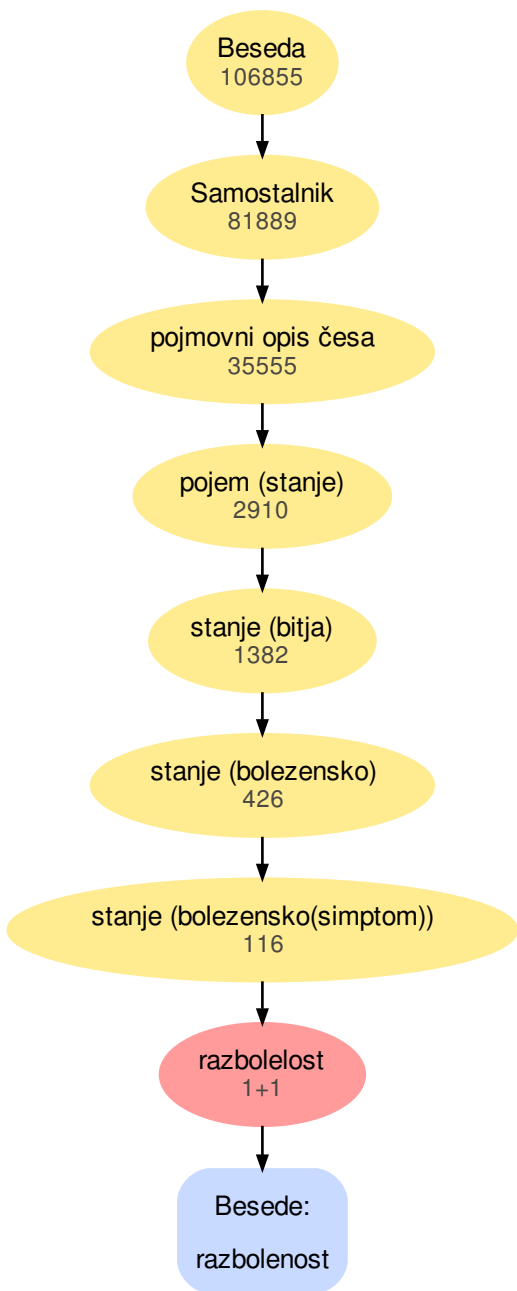 Beseda
106855
Samostalnik
81889
pojmovni opis česa
35555
pojem (stanje)
2910
stanje (bitja)
1382
stanje (bolezensko)
426
stanje (bolezensko(simptom))
116
razbolelost
1+1
Besede:
razbolenost